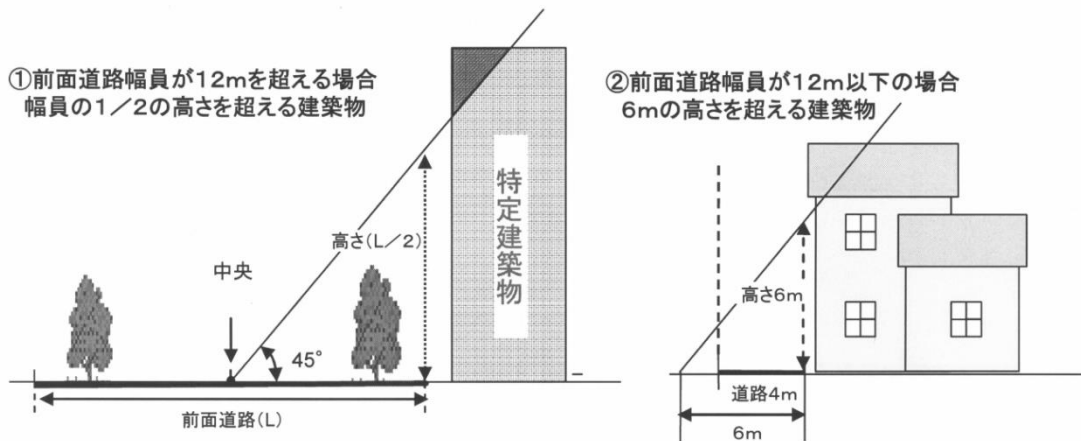 ①前面道路幅員が12mを超える場合
幅員の1/2の高さを超える建築物
中央
45°
高さ(L/2)
前面道路(L)
特定建築物
②前面道路幅員が12m以下の場合
6mの高さを超える建築物
高さ6m
道路4m
6m